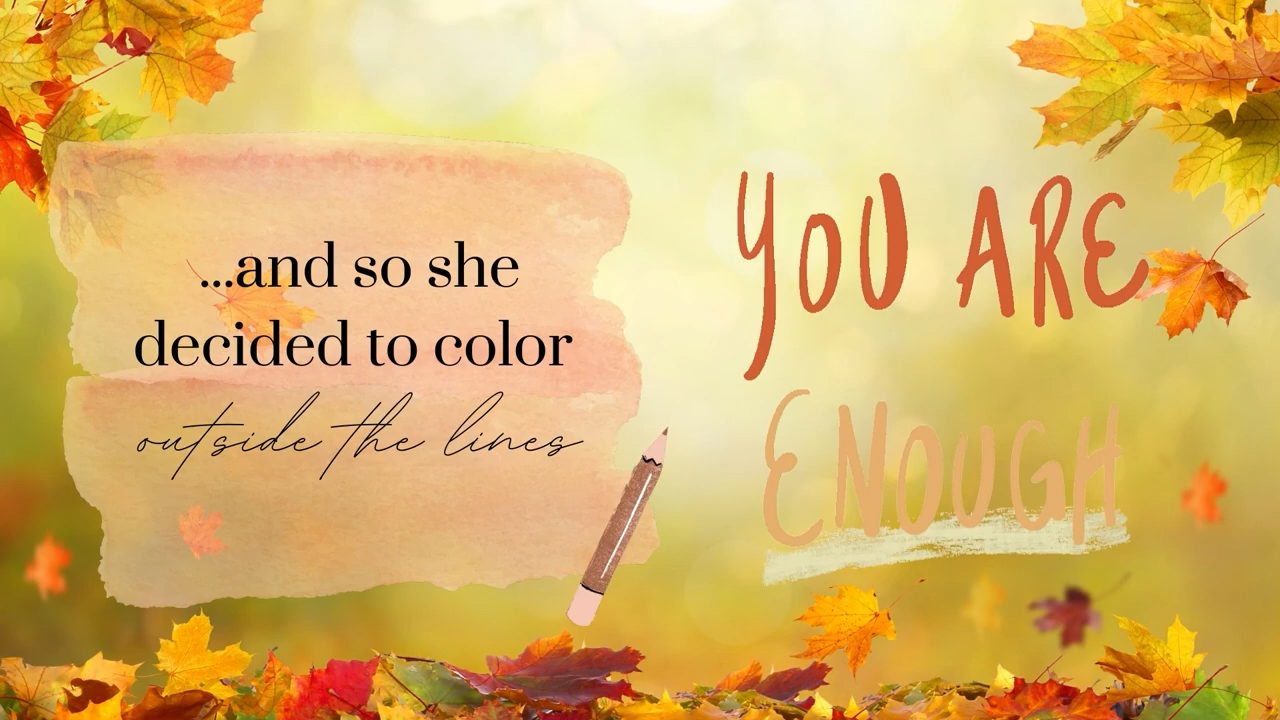 ...and so she
decided to color
outside the lines
YOU ARE
ENOUGH